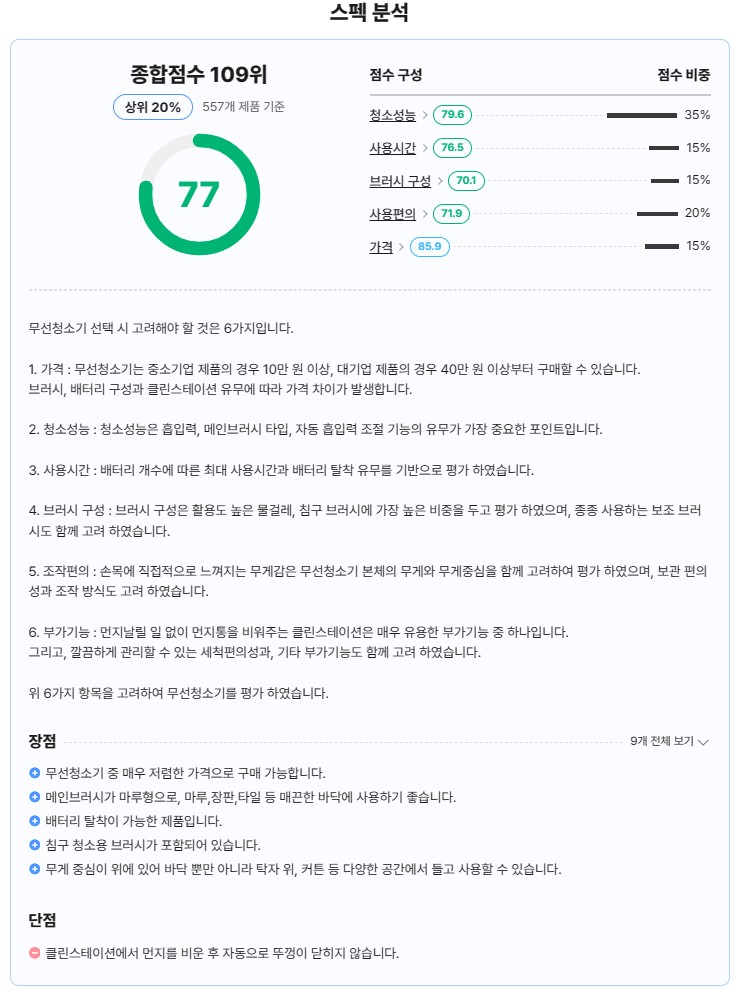 스펙 분석
종합점수 109위
상위 20% 557개 제품 기준
77
점수 구성 점수 비중
청소성능 79.6 35%
사용시간 76.5 15%
브러시 구성 70.1 15%
사용편의 71.9 20%
가격 85.9 15%
무선청소기 선택 시 고려해야 할 것은 6가지입니다.
1. 가격 : 무선청소기는 중소기업 제품의 경우 10만 원 이상, 대기업 제품의 경우 40만 원 이상부터 구매할 수 있습니다.
브러시, 배터리 구성과 클린스테이션 유무에 따라 가격 차이가 발생합니다.
2. 청소성능 : 청소성능은 흡입력, 메인브러시 타입, 자동 흡입력 조절 기능의 유무가 가장 중요한 포인트입니다.
3. 사용시간 : 배터리 개수에 따른 최대 사용시간과 배터리 탈착 유무를 기반으로 평가 하였습니다.
4. 브러시 구성 : 브러시 구성은 활용도 높은 물걸레, 침구 브러시에 가장 높은 비중을 두고 평가 하였으며, 종종 사용하는 보조 브러
시도 함께 고려 하였습니다.
5. 조작편의 : 손목에 직접적으로 느껴지는 무게감은 무선청소기 본체의 무게와 무게중심을 함께 고려하여 평가 하였으며, 보관 편의
성과 조작 방식도 고려 하였습니다.
6. 부가기능 : 먼지날릴 일 없이 먼지통을 비워주는 클린스테이션은 매우 유용한 부가기능 중 하나입니다.
그리고, 깔끔하게 관리할 수 있는 세척편의성과, 기타 부가기능도 함께 고려 하였습니다.
위 6가지 항목을 고려하여 무선청소기를 평가 하였습니다.
장점 9개 전체 보기
무선청소기 중 매우 저렴한 가격으로 구매 가능합니다.
메인브러시가 마루형으로, 마루,장판,타일 등 매끈한 바닥에 사용하기 좋습니다.
배터리 탈착이 가능한 제품입니다.
침구 청소용 브러시가 포함되어 있습니다.
무게 중심이 위에 있어 바닥 뿐만 아니라 탁자 위, 커튼 등 다양한 공간에서 들고 사용할 수 있습니다.
단점
클린스테이션에서 먼지를 비운 후 자동으로 뚜껑이 닫히지 않습니다.